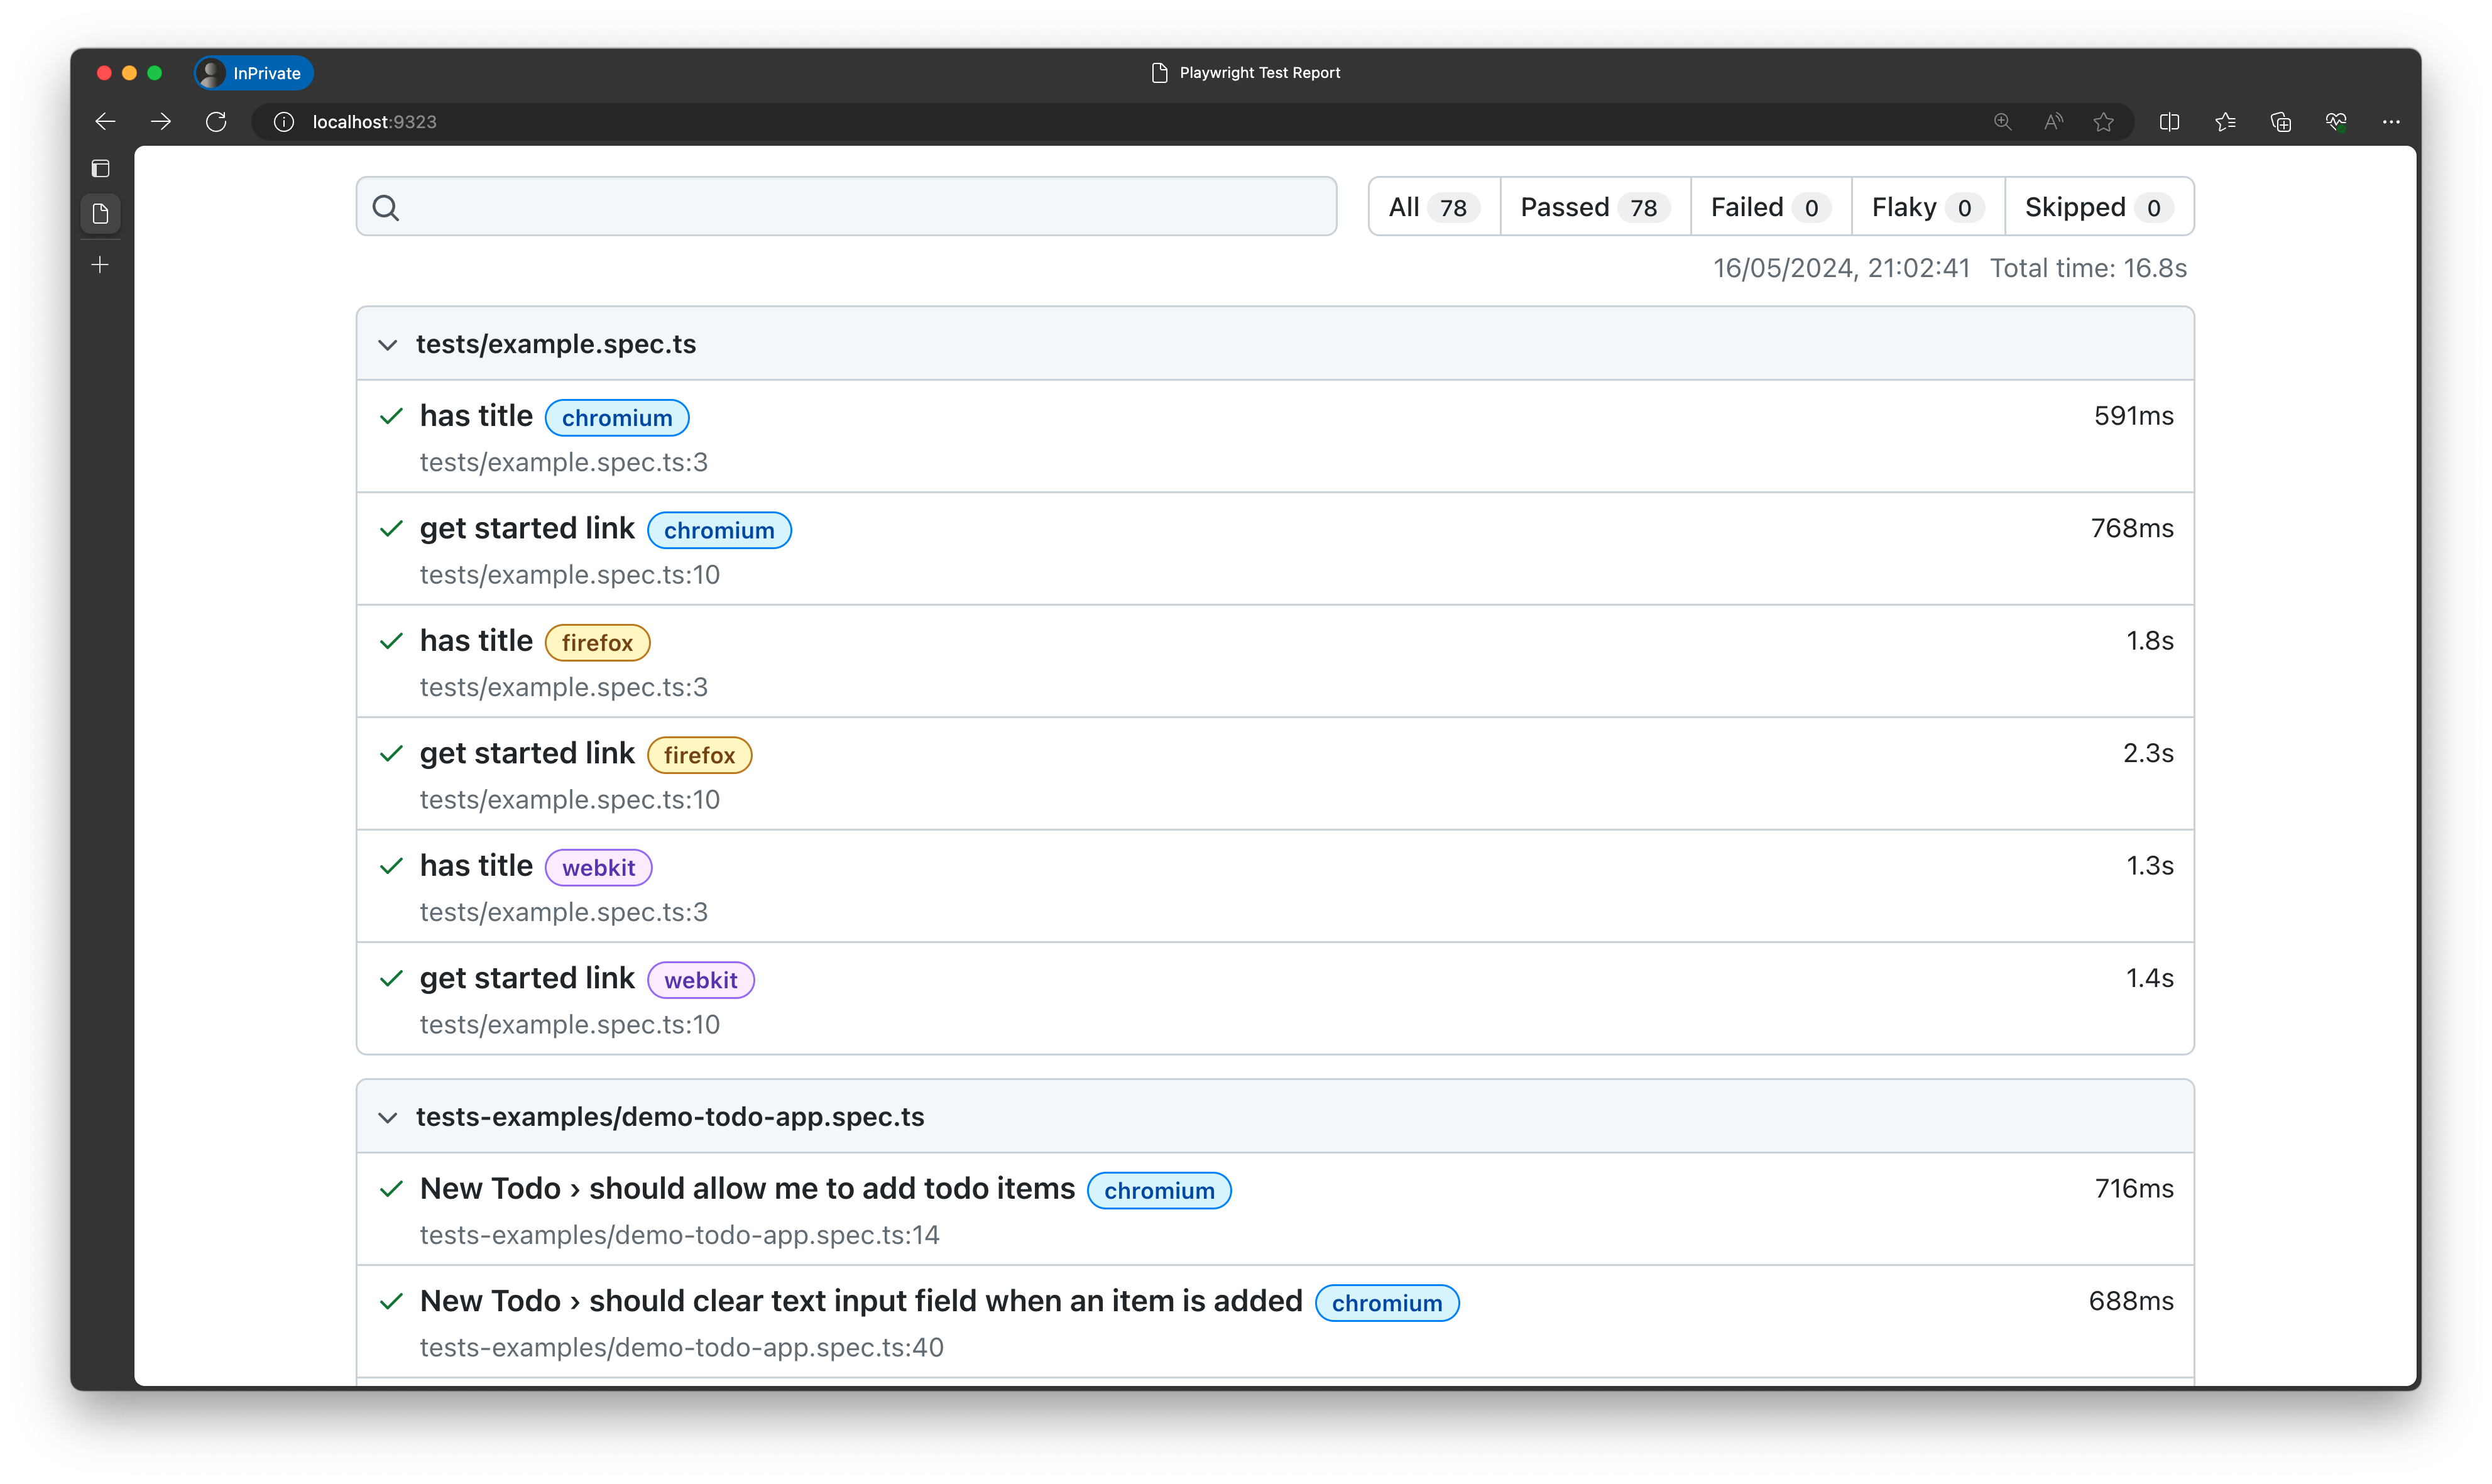 InPrivate
Playwright Test Report
localhost:9323
All 78 Passed 78 Failed 0 Flaky 0 Skipped 0
16/05/2024, 21:02:41 Total time: 16.8s
tests/example.spec.ts
has title chromium 591ms
tests/example.spec.ts:3
get started link chromium 768ms
tests/example.spec.ts:10
has title firefox 1.8s
tests/example.spec.ts:3
get started link firefox 2.3s
tests/example.spec.ts:10
has title webkit 1.3s
tests/example.spec.ts:3
get started link webkit 1.4s
tests/example.spec.ts:10
tests-examples/demo-todo-app.spec.ts
New Todo › should allow me to add todo items chromium 716ms
tests-examples/demo-todo-app.spec.ts:14
New Todo › should clear text input field when an item is added chromium 688ms
tests-examples/demo-todo-app.spec.ts:40